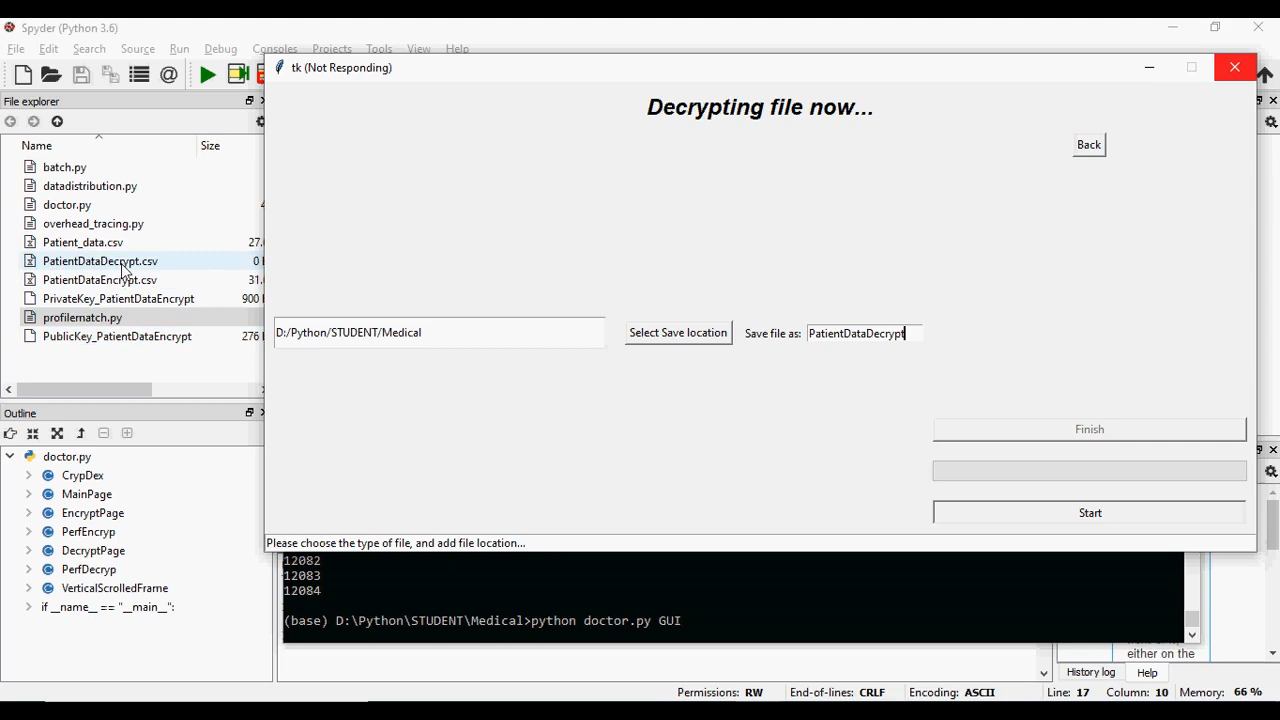 Spyder (Python 3.6)
File Edit Search Source Run Debug Consoles Projects Tools View Help
tk (Not Responding)
Decrypting file now...
Back
File explorer
Name Size
batch.py
datadistribution.py
doctor.py
overhead_tracing.py
Patient_data.csv 27.
PatientDataDecrypt.csv 0
PatientDataEncrypt.csv 31.
PrivateKey_PatientDataEncrypt 900
profilematch.py
PublicKey_PatientDataEncrypt 276
D:/Python/STUDENT/Medical
Select Save location
Save file as: PatientDataDecrypt
Finish
Start
Please choose the type of file, and add file location...
Outline
doctor.py
CrypDex
MainPage
EncryptPage
PerfEncryp
DecryptPage
PerfDecryp
VerticalScrolledFrame
if __name__ == "__main__":
12082
12083
12084
(base) D:\Python\STUDENT\Medical>python doctor.py GUI
either on the
History log Help
Permissions: RW End-of-lines: CRLF Encoding: ASCII Line: 17 Column: 10 Memory: 66 %